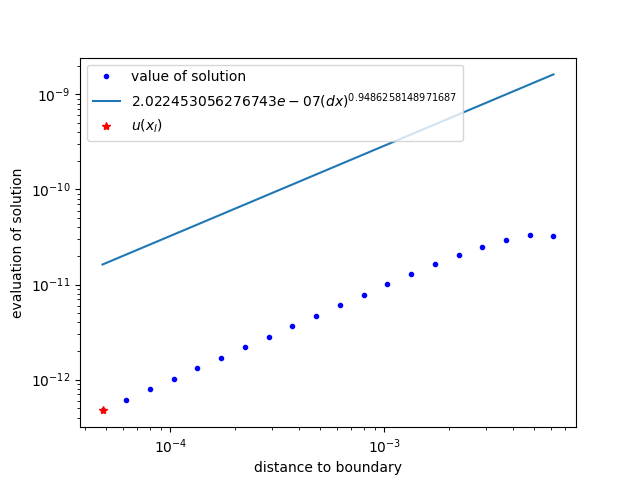 value of solution
2.022453056276743e − 07(dx)^0.9486258148971687
u(x_l)
10^−9
10^−10
10^−11
10^−12
evaluation of solution
10^−4
10^−3
distance to boundary